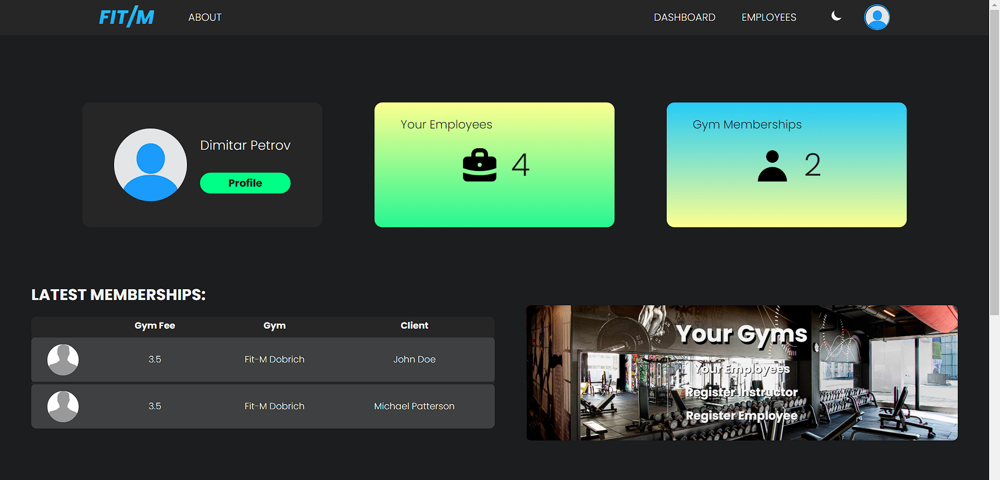 FIT/M
ABOUT
DASHBOARD
EMPLOYEES
Dimitar Petrov
Profile
Your Employees
4
Gym Memberships
2
LATEST MEMBERSHIPS:
Gym Fee Gym Client
3.5 Fit-M Dobrich John Doe
3.5 Fit-M Dobrich Michael Patterson
Your Gyms
Your Employees
Register Instructor
Register Employee